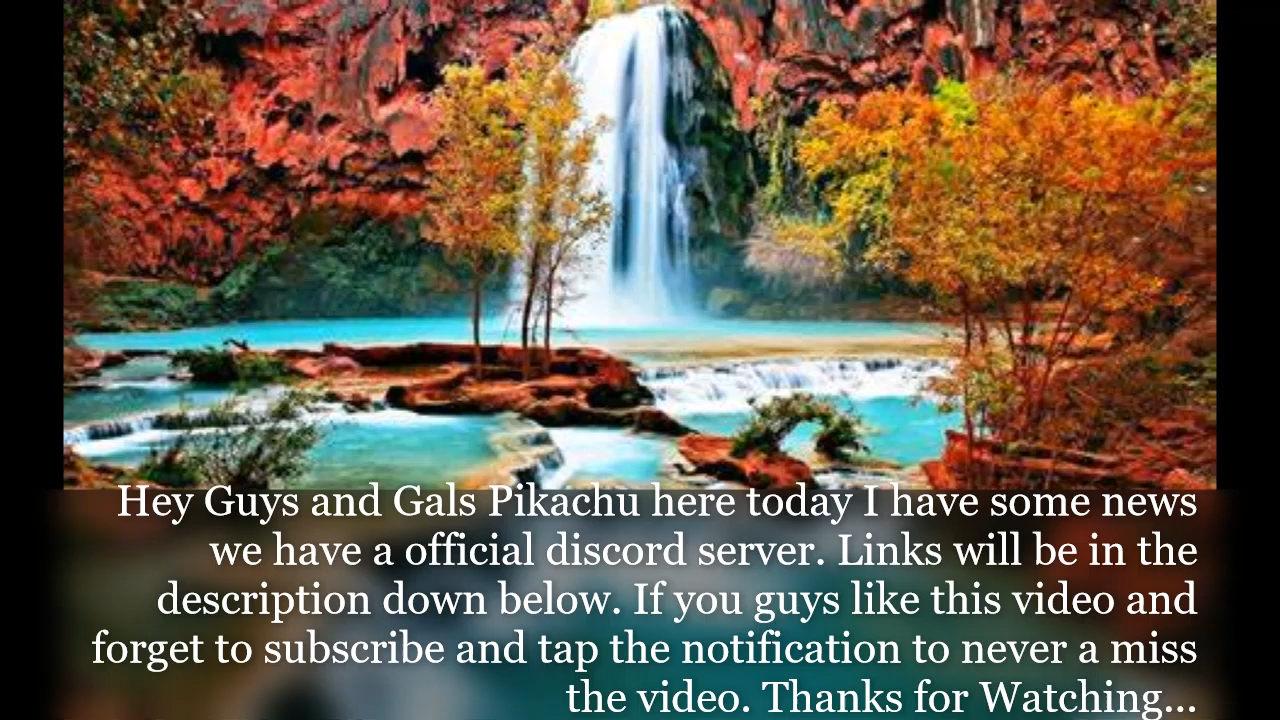 Hey Guys and Gals Pikachu here today I have some news
we have a official discord server. Links will be in the
description down below. If you guys like this video and
forget to subscribe and tap the notification to never a miss
the video. Thanks for Watching...